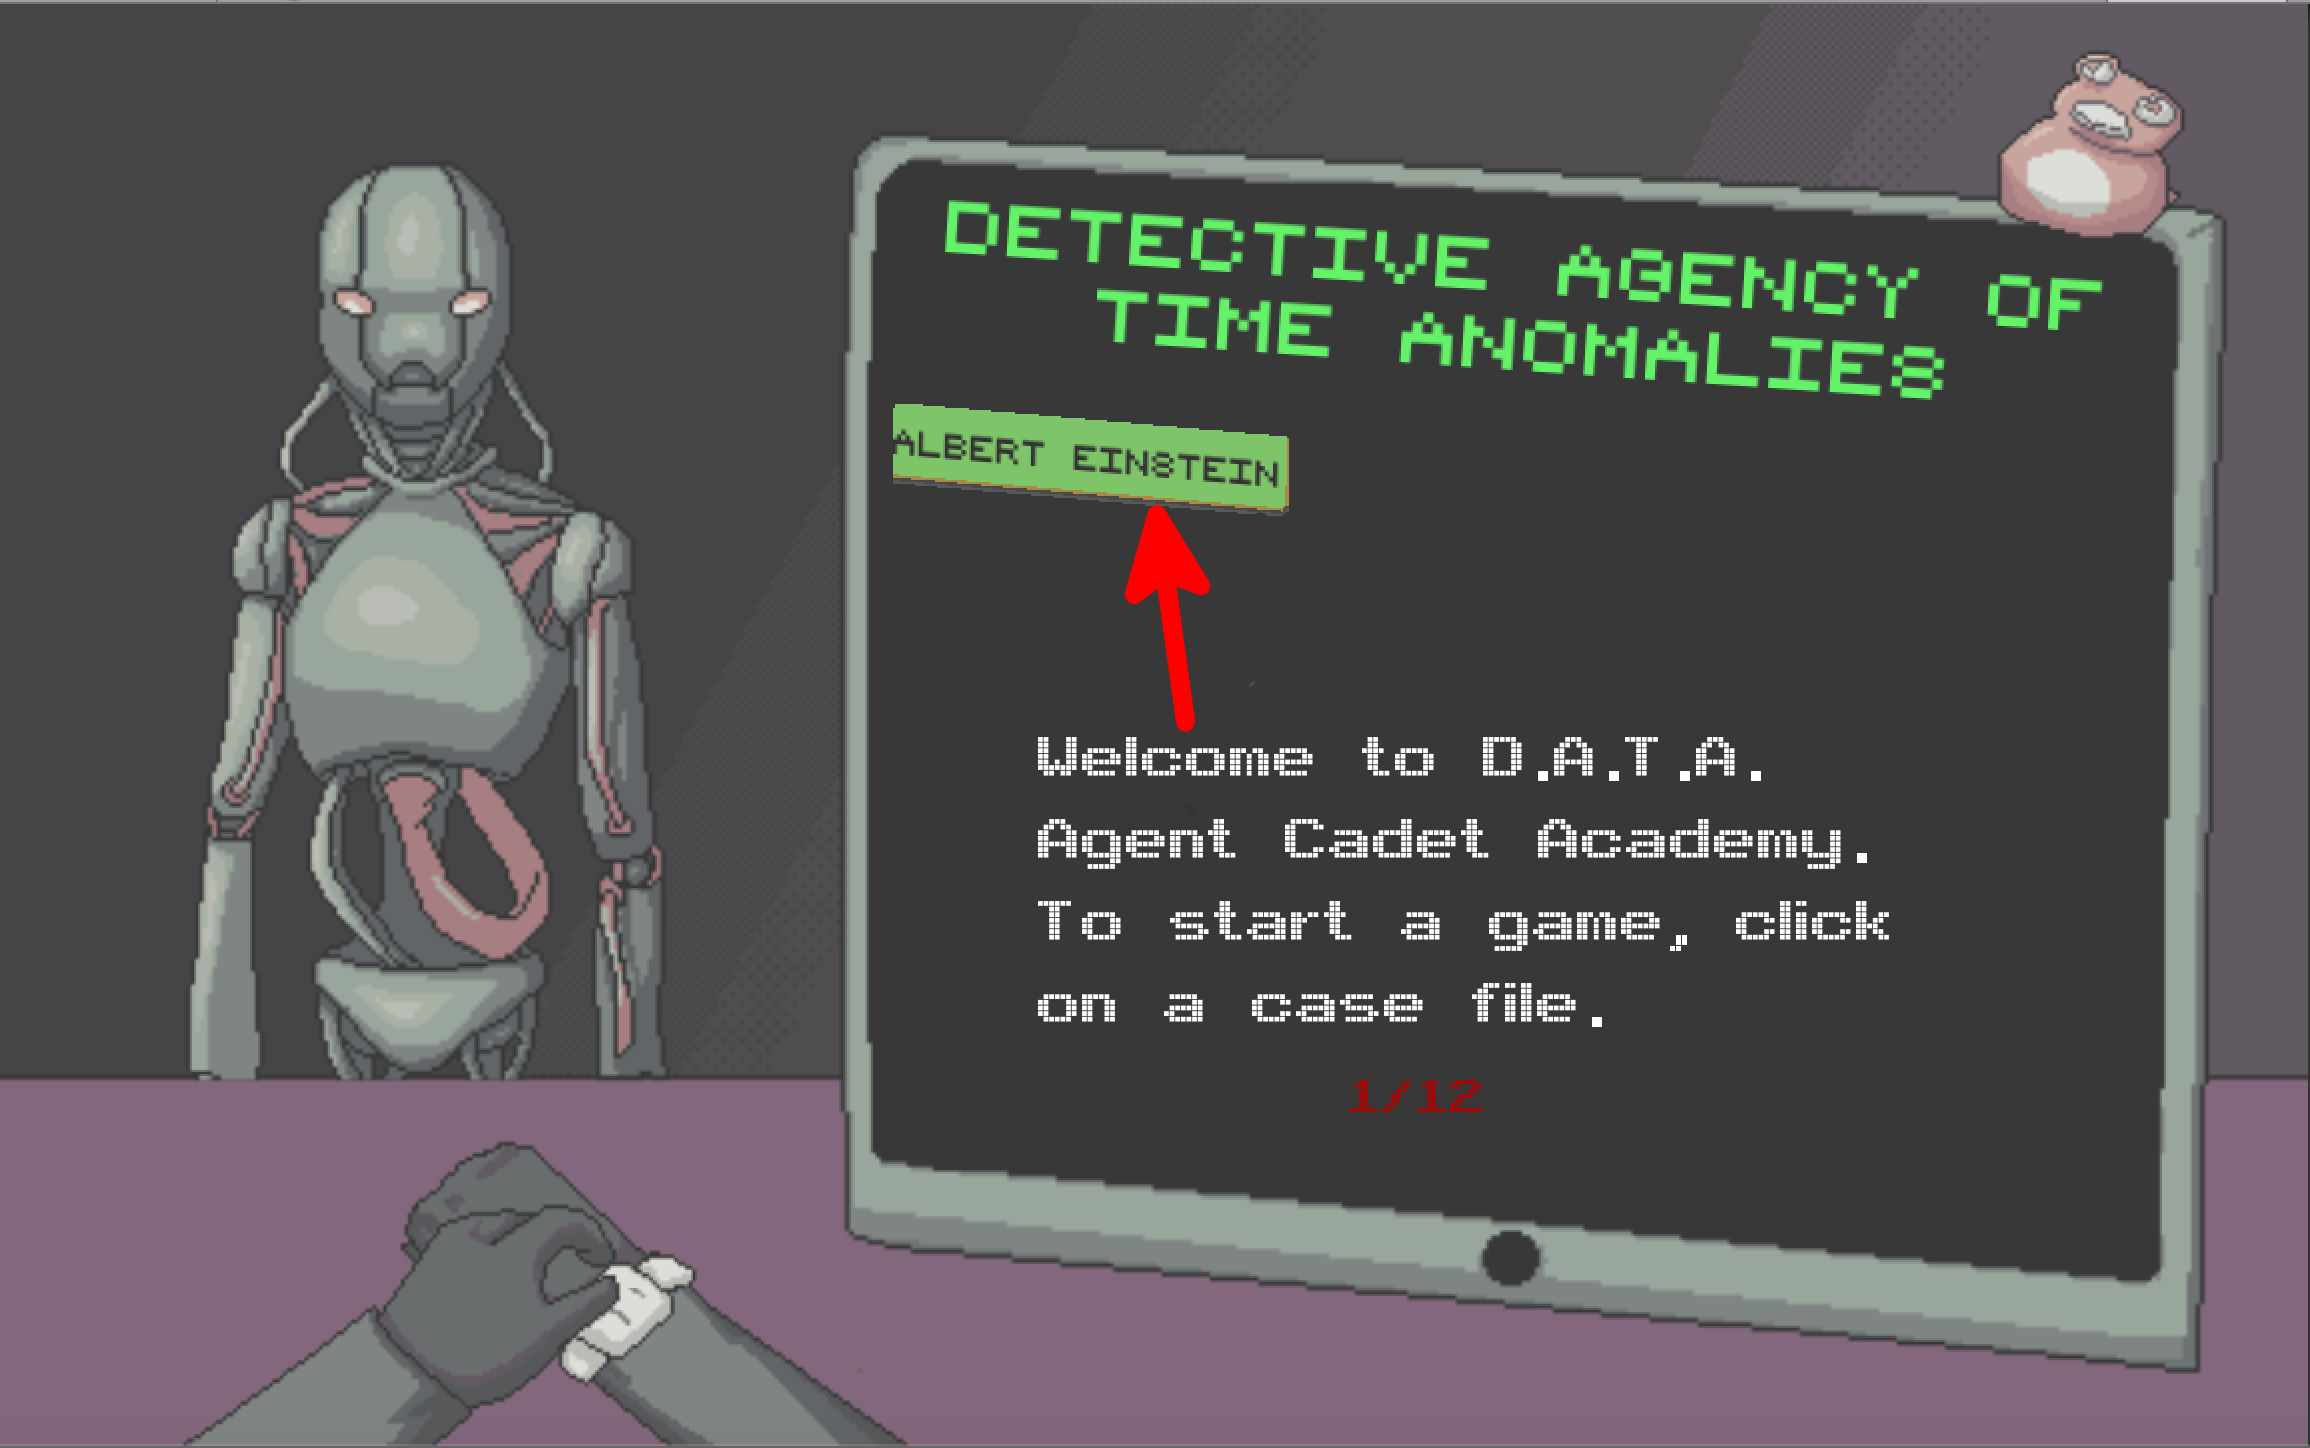 DETECTIVE AGENCY OF
TIME ANOMALIES
ALBERT EINSTEIN
Welcome to D.A.T.A.
Agent Cadet Academy.
To start a game, click
on a case file.
1/12